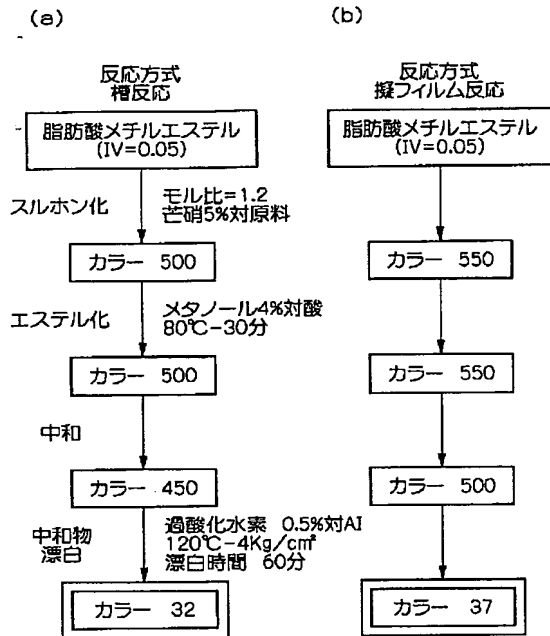 (a)
反応方式
槽反応
脂肪酸メチルエステル
(IV=0.05)
スルホン化
モル比=1.2
芒硝5%対原料
カラー 500
エステル化
メタノール4%対酸
80℃-30分
カラー 500
中和
カラー 450
中和物
漂白
過酸化水素 0.5%対AI
120℃-4Kg/cm²
漂白時間 60分
カラー 32
(b)
反応方式
擬フィルム反応
脂肪酸メチルエステル
(IV=0.05)
カラー 550
カラー 550
カラー 500
カラー 37